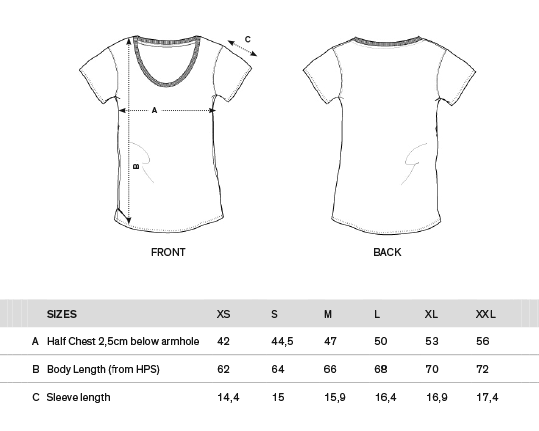 C
A
B
FRONT BACK
SIZES XS S M L XL XXL
A Half Chest 2,5cm below armhole 42 44,5 47 50 53 56
B Body Length (from HPS) 62 64 66 68 70 72
C Sleeve length 14,4 15 15,9 16,4 16,9 17,4